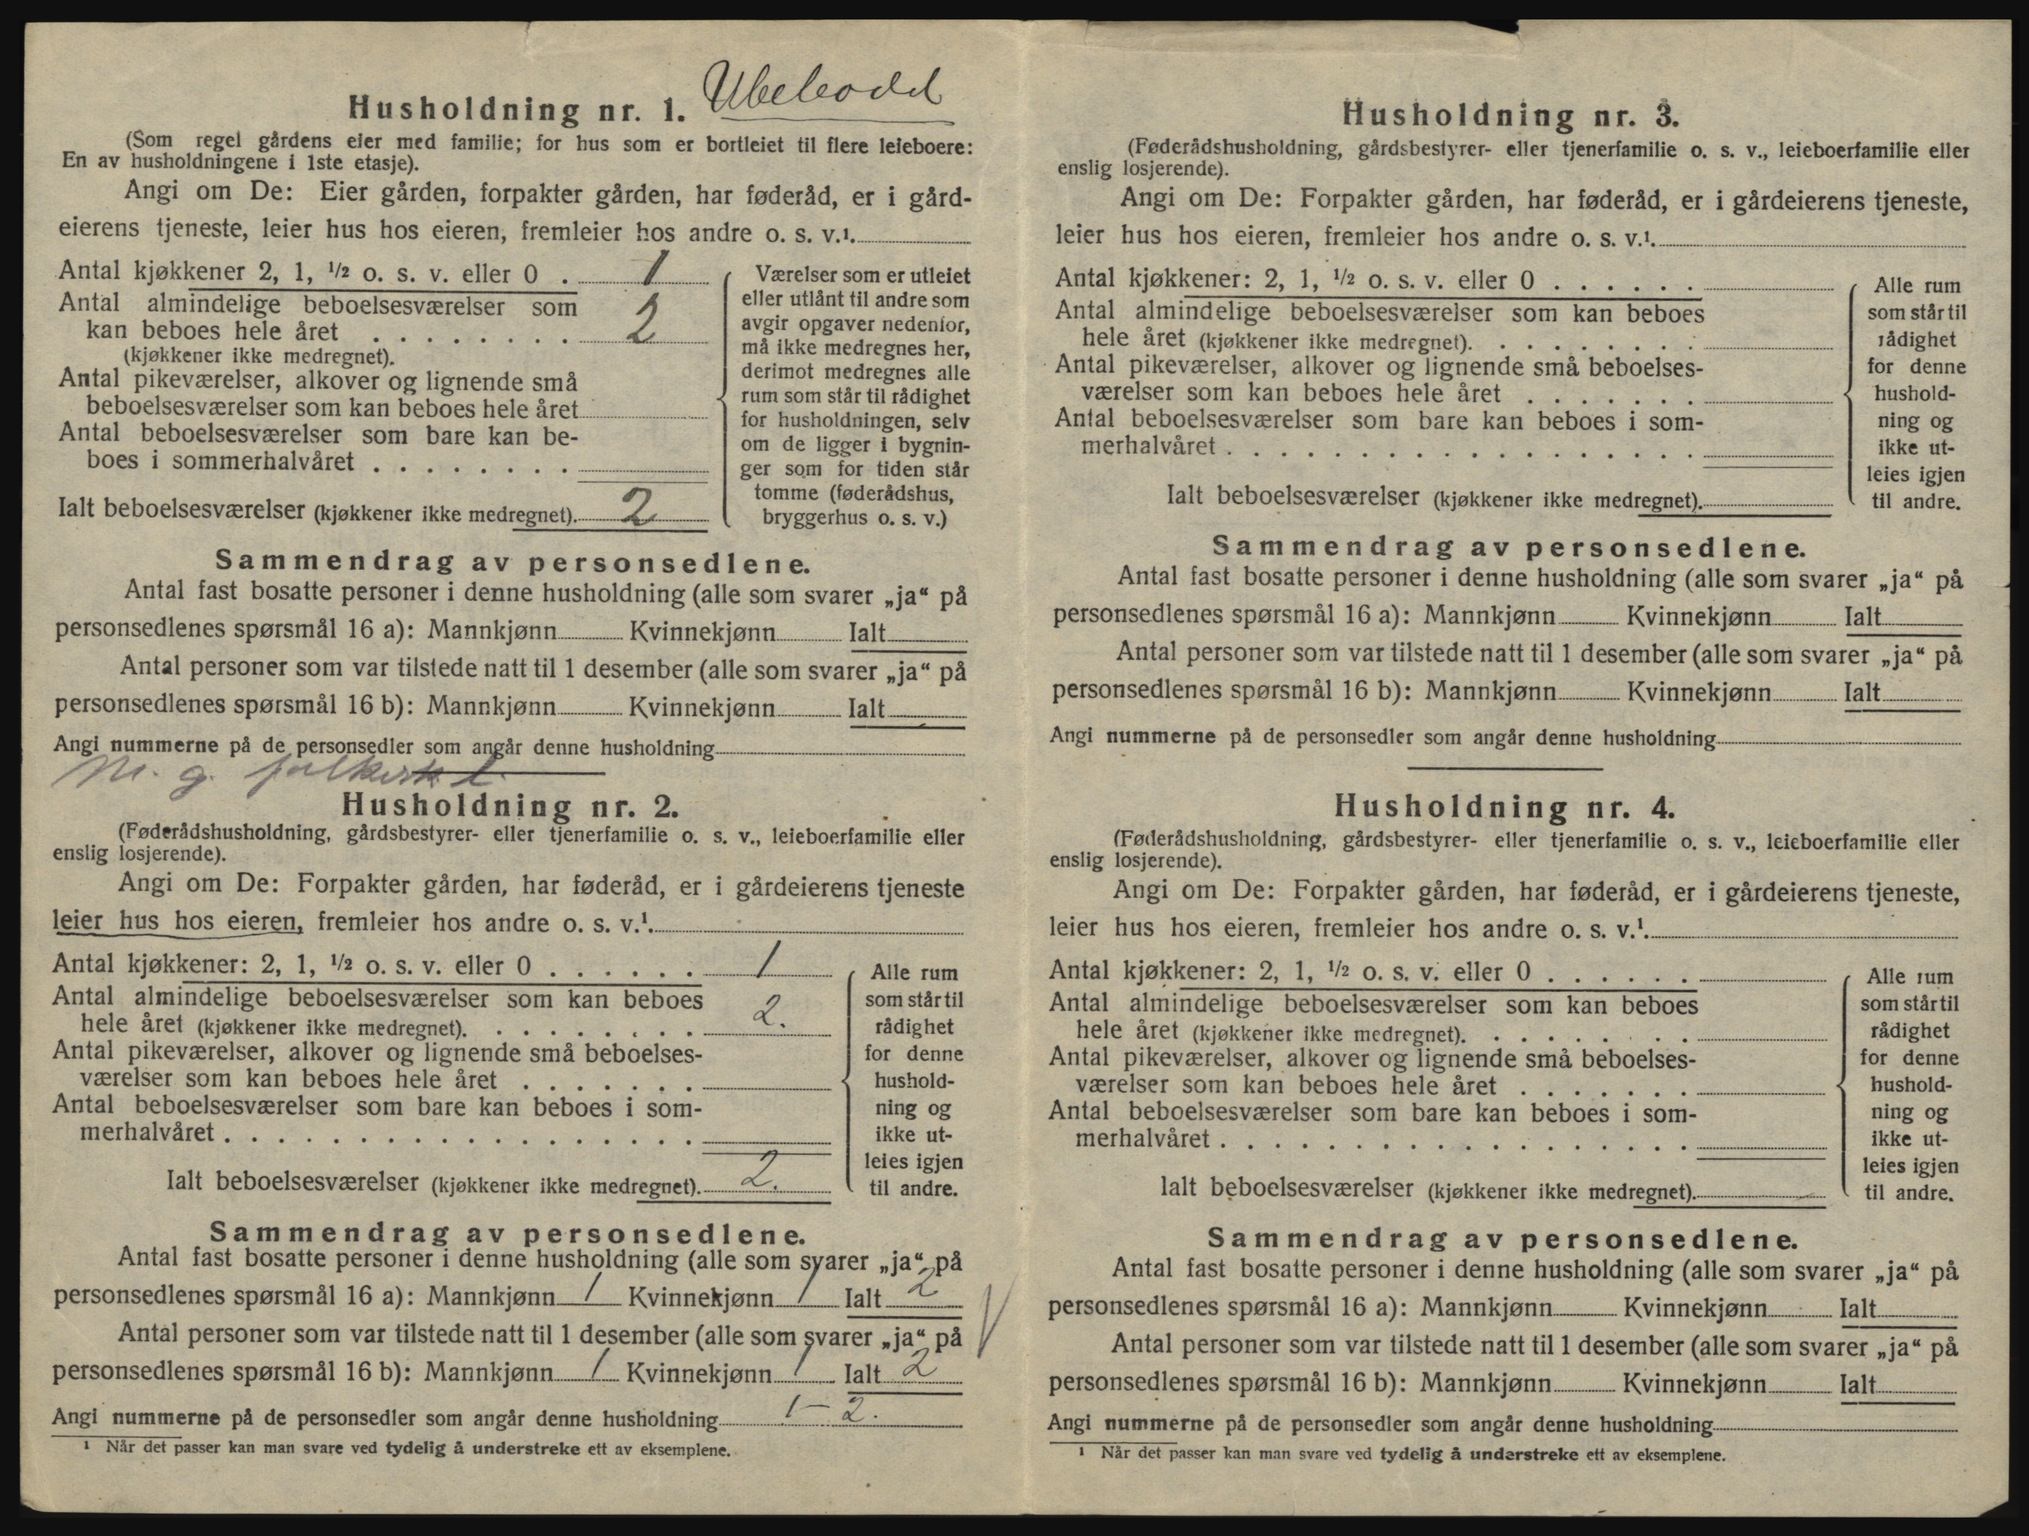 Husholdning nr. 1. Ubebodd
(Som regel gårdens eier med familie; for hus som er bortleiet til flere leieboere:
En av husholdningene i 1ste etasje).
Angi om De: Eier gården, forpakter gården, har føderåd, er i gård-
eierens tjeneste, leier hus hos eieren, fremleier hos andre o. s. v.¹.
Antal kjøkkener 2, 1, ½ o. s. v. eller 0 . 1
Antal almindelige beboelsesværelser som
kan beboes hele året . . . . . . . . 2
(kjøkkener ikke medregnet).
Antal pikeværelser, alkover og lignende små
beboelsesværelser som kan beboes hele året
Antal beboelsesværelser som bare kan be-
boes i sommerhalvåret . . . . . . . .
Ialt beboelsesværelser (kjøkkener ikke medregnet). 2
Værelser som er utleiet
eller utlånt til andre som
avgir opgaver nedenfor,
må ikke medregnes her,
derimot medregnes alle
rum som står til rådighet
for husholdningen, selv
om de ligger i bygnin-
ger som for tiden står
tomme (føderådshus,
bryggerhus o. s. v.)
Sammendrag av personsedlene.
Antal fast bosatte personer i denne husholdning (alle som svarer „ja“ på
personsedlenes spørsmål 16 a): Mannkjønn Kvinnekjønn Ialt
Antal personer som var tilstede natt til 1 desember (alle som svarer „ja“ på
personsedlenes spørsmål 16 b): Mannkjønn Kvinnekjønn Ialt
Angi nummerne på de personsedler som angår denne husholdning
M. g.
Husholdning nr. 2.
(Føderådshusholdning, gårdsbestyrer- eller tjenerfamilie o. s. v., leieboerfamilie eller
enslig losjerende).
Angi om De: Forpakter gården, har føderåd, er i gårdeierens tjeneste
leier hus hos eieren, fremleier hos andre o. s. v.¹.
Antal kjøkkener: 2, 1, ½ o. s. v. eller 0 . . . . . . 1
Antal almindelige beboelsesværelser som kan beboes
hele året (kjøkkener ikke medregnet). . . . . . . . . 2.
Antal pikeværelser, alkover og lignende små beboelses-
værelser som kan beboes hele året . . . . . . .
Antal beboelsesværelser som bare kan beboes i som-
merhalvåret . . . . . . . . . . . . . . . . . .
Ialt beboelsesværelser (kjøkkener ikke medregnet). 2.
Alle rum
som står til
rådighet
for denne
hushold-
ning og
ikke ut-
leies igjen
til andre.
Sammendrag av personsedlene.
Antal fast bosatte personer i denne husholdning (alle som svarer „ja“ på
personsedlenes spørsmål 16 a): Mannkjønn 1 Kvinnekjønn 1 Ialt 2
Antal personer som var tilstede natt til 1 desember (alle som svarer „ja“ på
personsedlenes spørsmål 16 b): Mannkjønn 1 Kvinnekjønn 1 Ialt 2
Angi nummerne på de personsedler som angår denne husholdning 1-2.
¹ Når det passer kan man svare ved tydelig å understreke ett av eksemplene.
Husholdning nr. 3.
(Føderådshusholdning, gårdsbestyrer- eller tjenerfamilie o. s. v., leieboerfamilie eller
enslig losjerende).
Angi om De: Forpakter gården, har føderåd, er i gårdeierens tjeneste,
leier hus hos eieren, fremleier hos andre o. s. v.¹.
Antal kjøkkener: 2, 1, ½ o. s. v. eller 0 . . . . . .
Antal almindelige beboelsesværelser som kan beboes
hele året (kjøkkener ikke medregnet). . . . . . . . .
Antal pikeværelser, alkover og lignende små beboelses-
værelser som kan beboes hele året . . . . . . .
Antal beboelsesværelser som bare kan beboes i som-
merhalvåret . . . . . . . . . . . . . . . . . .
Ialt beboelsesværelser (kjøkkener ikke medregnet).
Alle rum
som står til
rådighet
for denne
hushold-
ning og
ikke ut-
leies igjen
til andre.
Sammendrag av personsedlene.
Antal fast bosatte personer i denne husholdning (alle som svarer „ja“ på
personsedlenes spørsmål 16 a): Mannkjønn Kvinnekjønn Ialt
Antal personer som var tilstede natt til 1 desember (alle som svarer „ja“ på
personsedlenes spørsmål 16 b): Mannkjønn Kvinnekjønn Ialt
Angi nummerne på de personsedler som angår denne husholdning
Husholdning nr. 4.
(Føderådshusholdning, gårdsbestyrer- eller tjenerfamilie o. s. v., leieboerfamilie eller
enslig losjerende).
Angi om De: Forpakter gården, har føderåd, er i gårdeierens tjeneste,
leier hus hos eieren, fremleier hos andre o. s. v.¹.
Antal kjøkkener: 2, 1, ½ o. s. v. eller 0 . . . . . .
Antal almindelige beboelsesværelser som kan beboes
hele året (kjøkkener ikke medregnet). . . . . . . . .
Antal pikeværelser, alkover og lignende små beboelses-
værelser som kan beboes hele året . . . . . . .
Antal beboelsesværelser som bare kan beboes i som-
merhalvåret . . . . . . . . . . . . . . . . . .
Ialt beboelsesværelser (kjøkkener ikke medregnet).
Alle rum
som står til
rådighet
for denne
hushold-
ning og
ikke ut-
leies igjen
til andre.
Sammendrag av personsedlene.
Antal fast bosatte personer i denne husholdning (alle som svarer „ja“ på
personsedlenes spørsmål 16 a): Mannkjønn Kvinnekjønn Ialt
Antal personer som var tilstede natt til 1 desember (alle som svarer „ja“ på
personsedlenes spørsmål 16 b): Mannkjønn Kvinnekjønn Ialt
Angi nummerne på de personsedler som angår denne husholdning
¹ Når det passer kan man svare ved tydelig å understreke ett av eksemplene.